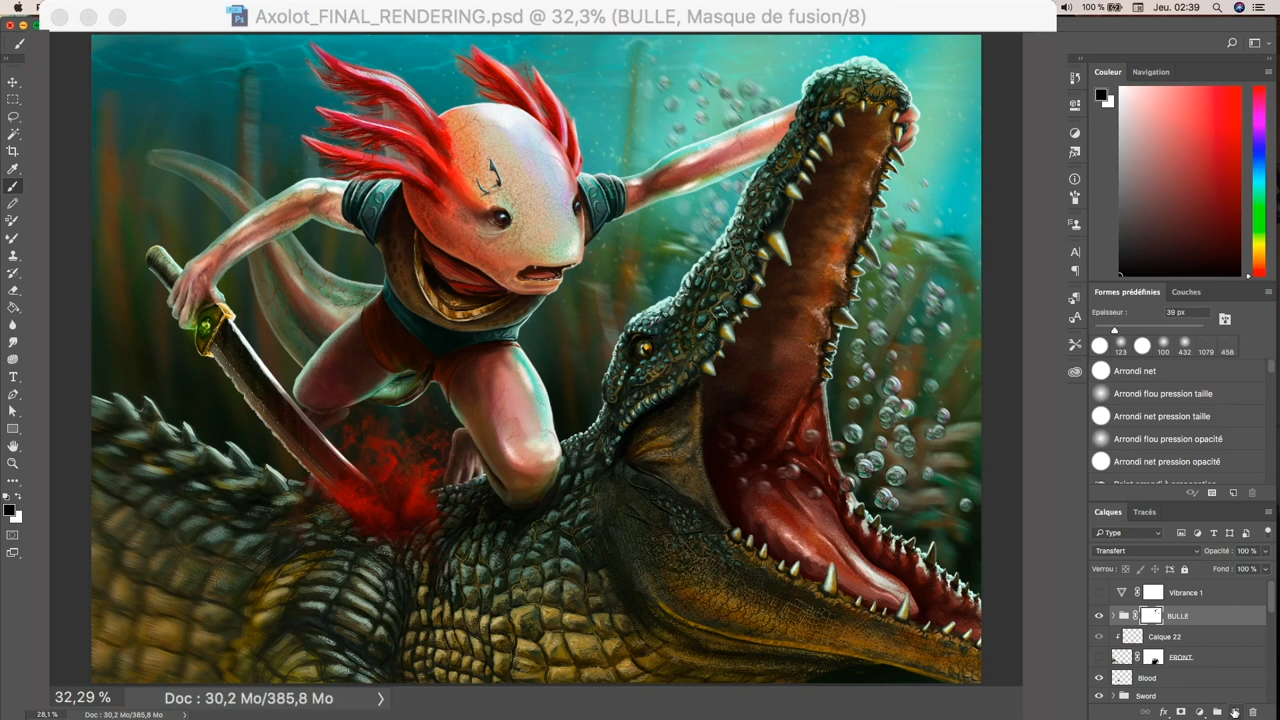 Axolot_FINAL_RENDERING.psd @ 32,3% (BULLE, Masque de fusion/8)
100 %
Jeu. 02:39
Couleur
Navigation
Formes prédéfinies
Couches
Epaisseur :
39 px
123
100
432
1079
458
Arrondi net
Arrondi flou pression taille
Arrondi net pression taille
Arrondi flou pression opacité
Arrondi net pression opacité
Calques
Tracés
Type
Transfert
Opacité : 100 %
Verrou :
Fond : 100 %
Vibrance 1
BULLE
Calque 22
FRONT
Blood
Sword
fx
32,29 %
Doc : 30,2 Mo/385,8 Mo
28,1 %
Doc : 30,2 Mo/385,8 Mo